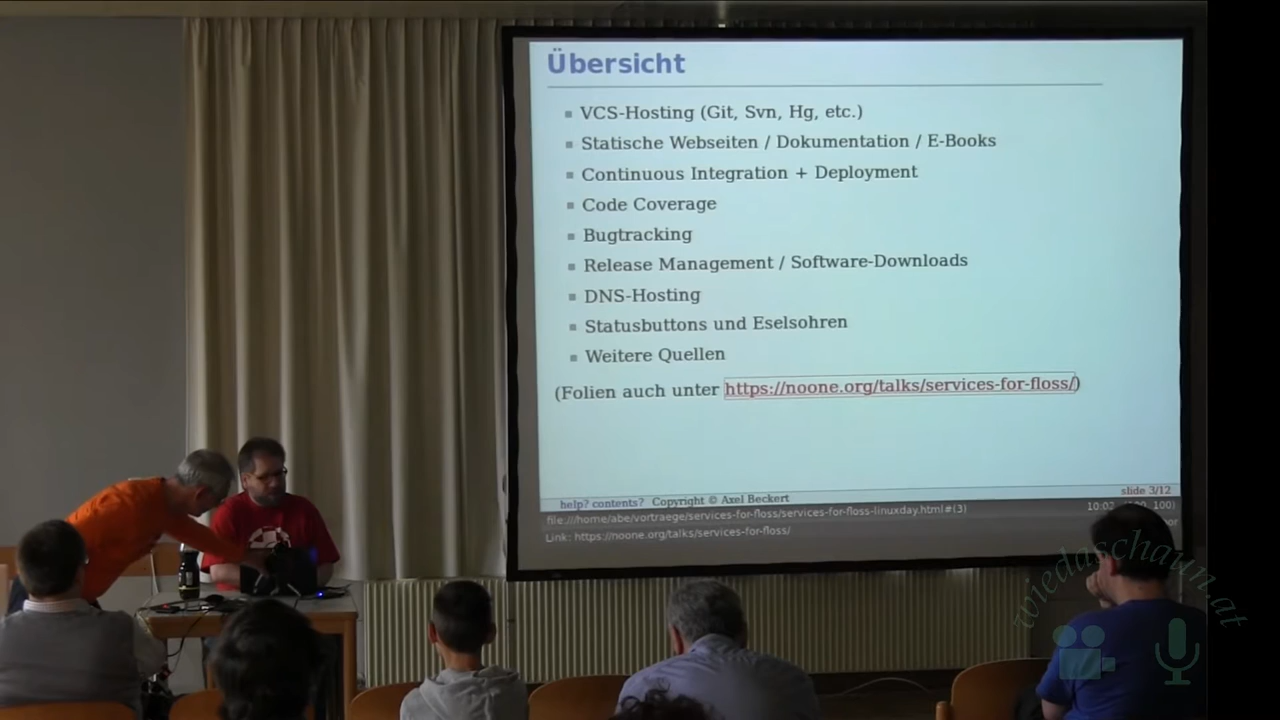 Übersicht
VCS-Hosting (Git, Svn, Hg, etc.)
Statische Webseiten / Dokumentation / E-Books
Continuous Integration + Deployment
Code Coverage
Bugtracking
Release Management / Software-Downloads
DNS-Hosting
Statusbuttons und Eselsohren
Weitere Quellen
(Folien auch unter https://noone.org/talks/services-for-floss/)
help? contents? Copyright © Axel Beckert slide 3/12
file:///home/abe/vortraege/services-for-floss/services-for-floss-linuxday.html#(3) 10:02 100)
Link: https://noone.org/talks/services-for-floss/
wiedaschaun.at